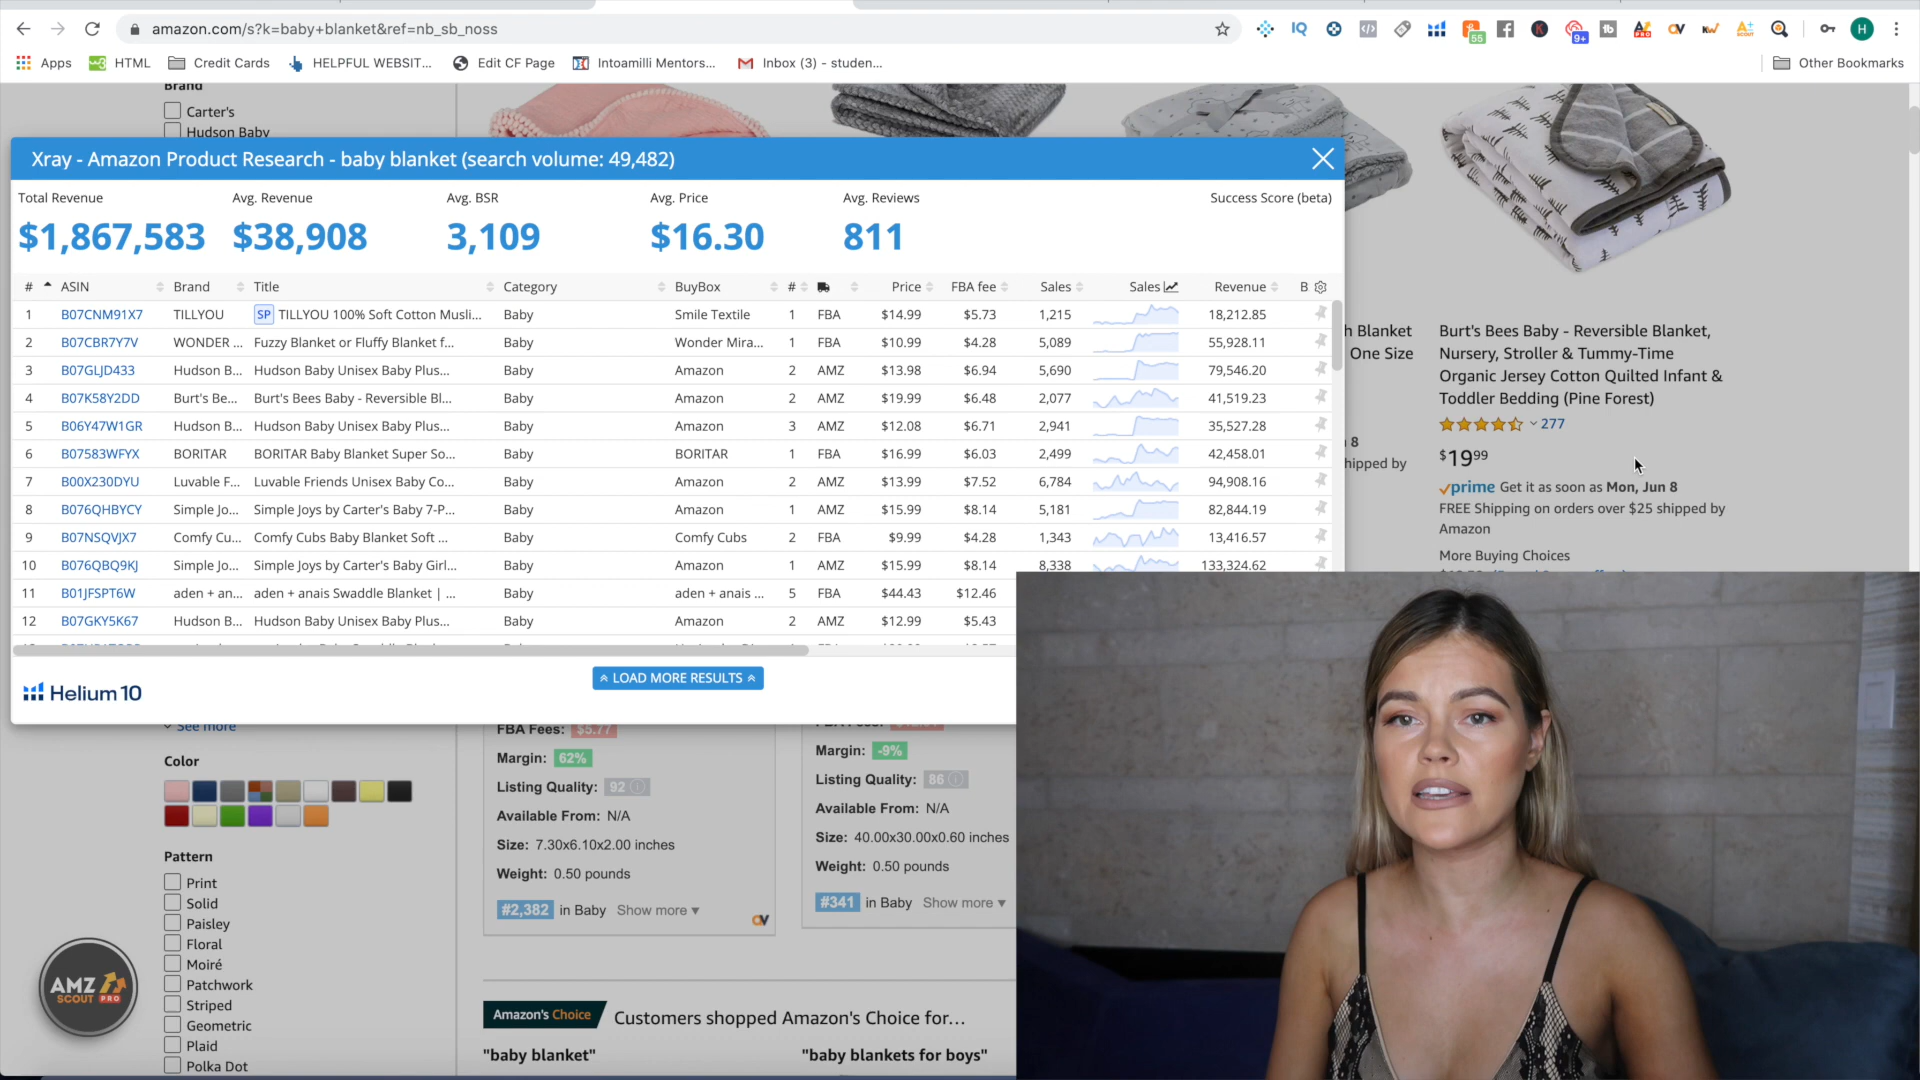 amazon.com/s?k=baby+blanket&ref=nb_sb_noss
IQ
55
9+
H
Apps
HTML
Credit Cards
HELPFUL WEBSIT...
Edit CF Page
Intoamilli Mentors...
Inbox (3) - studen...
Other Bookmarks
Brand
Carter's
Hudson Baby
Xray - Amazon Product Research - baby blanket (search volume: 49,482)
Total Revenue Avg. Revenue Avg. BSR Avg. Price Avg. Reviews Success Score (beta)
$1,867,583 $38,908 3,109 $16.30 811
# ASIN Brand Title Category BuyBox # Price FBA fee Sales Sales Revenue B
1 B07CNM91X7 TILLYOU SP TILLYOU 100% Soft Cotton Musli... Baby Smile Textile 1 FBA $14.99 $5.73 1,215 18,212.85
2 B07CBR7Y7V WONDER ... Fuzzy Blanket or Fluffy Blanket f... Baby Wonder Mira... 1 FBA $10.99 $4.28 5,089 55,928.11
3 B07GLJD433 Hudson B... Hudson Baby Unisex Baby Plus... Baby Amazon 2 AMZ $13.98 $6.94 5,690 79,546.20
4 B07K58Y2DD Burt's Be... Burt's Bees Baby - Reversible Bl... Baby Amazon 2 AMZ $19.99 $6.48 2,077 41,519.23
5 B06Y47W1GR Hudson B... Hudson Baby Unisex Baby Plus... Baby Amazon 3 AMZ $12.08 $6.71 2,941 35,527.28
6 B07583WFYX BORITAR BORITAR Baby Blanket Super So... Baby BORITAR 1 FBA $16.99 $6.03 2,499 42,458.01
7 B00X230DYU Luvable F... Luvable Friends Unisex Baby Co... Baby Amazon 2 AMZ $13.99 $7.52 6,784 94,908.16
8 B076QHBYCY Simple Jo... Simple Joys by Carter's Baby 7-P... Baby Amazon 1 AMZ $15.99 $8.14 5,181 82,844.19
9 B07NSQVJX7 Comfy Cu... Comfy Cubs Baby Blanket Soft ... Baby Comfy Cubs 2 FBA $9.99 $4.28 1,343 13,416.57
10 B076QBQ9KJ Simple Jo... Simple Joys by Carter's Baby Girl... Baby Amazon 1 AMZ $15.99 $8.14 8,338 133,324.62
11 B01JFSPT6W aden + an... aden + anais Swaddle Blanket | ... Baby aden + anais ... 5 FBA $44.43 $12.46
12 B07GKY5K67 Hudson B... Hudson Baby Unisex Baby Plus... Baby Amazon 2 AMZ $12.99 $5.43
LOAD MORE RESULTS
Helium 10
h Blanket
One Size
8
hipped by
Burt's Bees Baby - Reversible Blanket,
Nursery, Stroller & Tummy-Time
Organic Jersey Cotton Quilted Infant &
Toddler Bedding (Pine Forest)
277
$19.99
prime Get it as soon as Mon, Jun 8
FREE Shipping on orders over $25 shipped by
Amazon
More Buying Choices
See more
Color
Pattern
Print
Solid
Paisley
Floral
Moiré
Patchwork
Striped
Geometric
Plaid
Polka Dot
AMZ
SCOUT PRO
FBA Fees: $5.77
Margin: 62%
Listing Quality: 92
Available From: N/A
Size: 7.30x6.10x2.00 inches
Weight: 0.50 pounds
#2,382 in Baby Show more
Margin: -9%
Listing Quality: 86
Available From: N/A
Size: 40.00x30.00x0.60 inches
Weight: 0.50 pounds
#341 in Baby Show more
Amazon's Choice Customers shopped Amazon's Choice for...
"baby blanket" "baby blankets for boys"